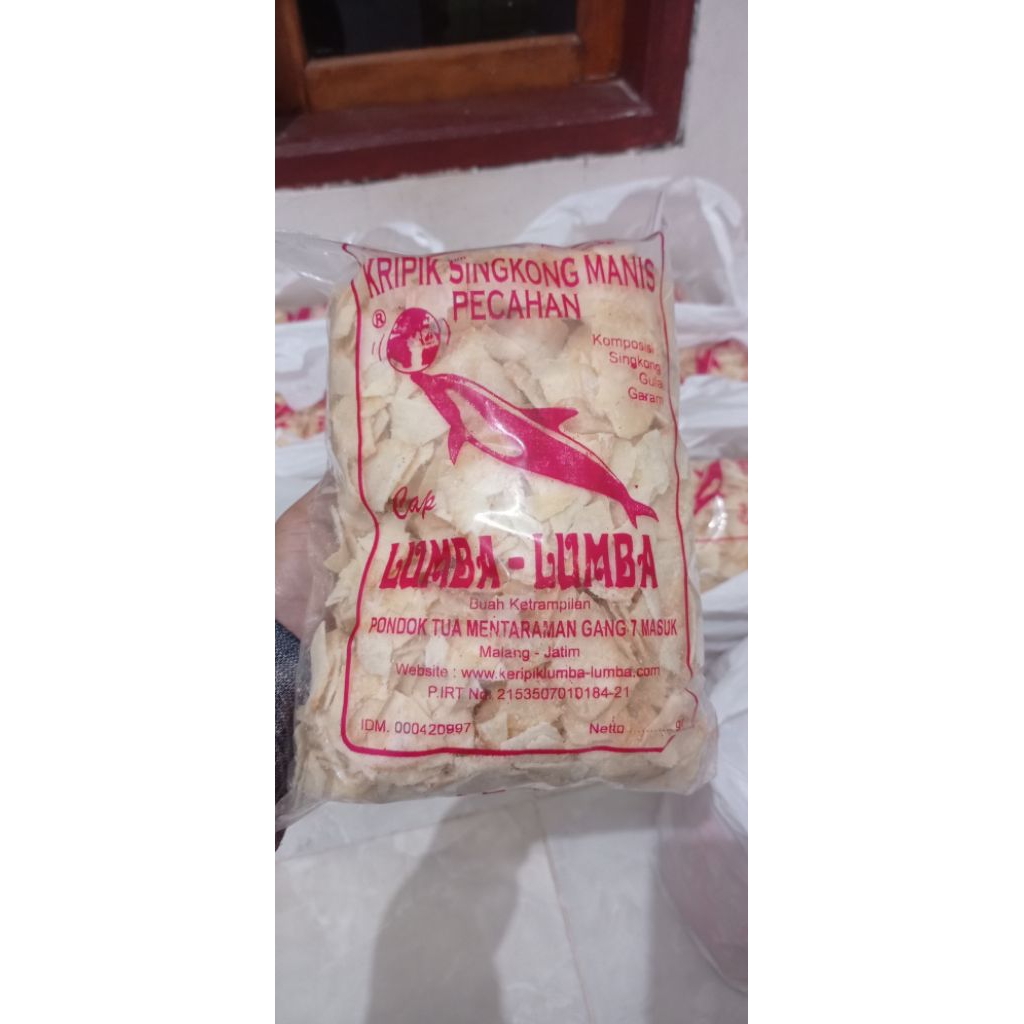 KRIPIK SINGKONG MANIS
PECAHAN
®
Komposisi
Singkong
Gula
Garam
Cap
LUMBA - LUMBA
Buah Ketrampilan
PONDOK TUA MENTARAMAN GANG 7 MASUK
Malang - Jatim
Website : www.keripiklumba-lumba.com
P.IRT No. 2153507010184-21
IDM. 000420997
Netto ............ g